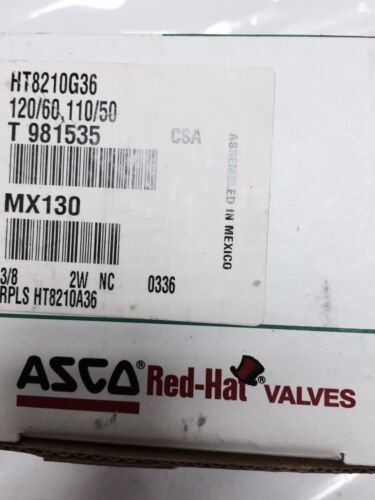 HT8210G36
120/60,110/50
T 981535
CSA
ASSEMBLED IN MEXICO
MX130
3/8 2W NC 0336
RPLS HT8210A36
ASCO® Red-Hat® VALVES